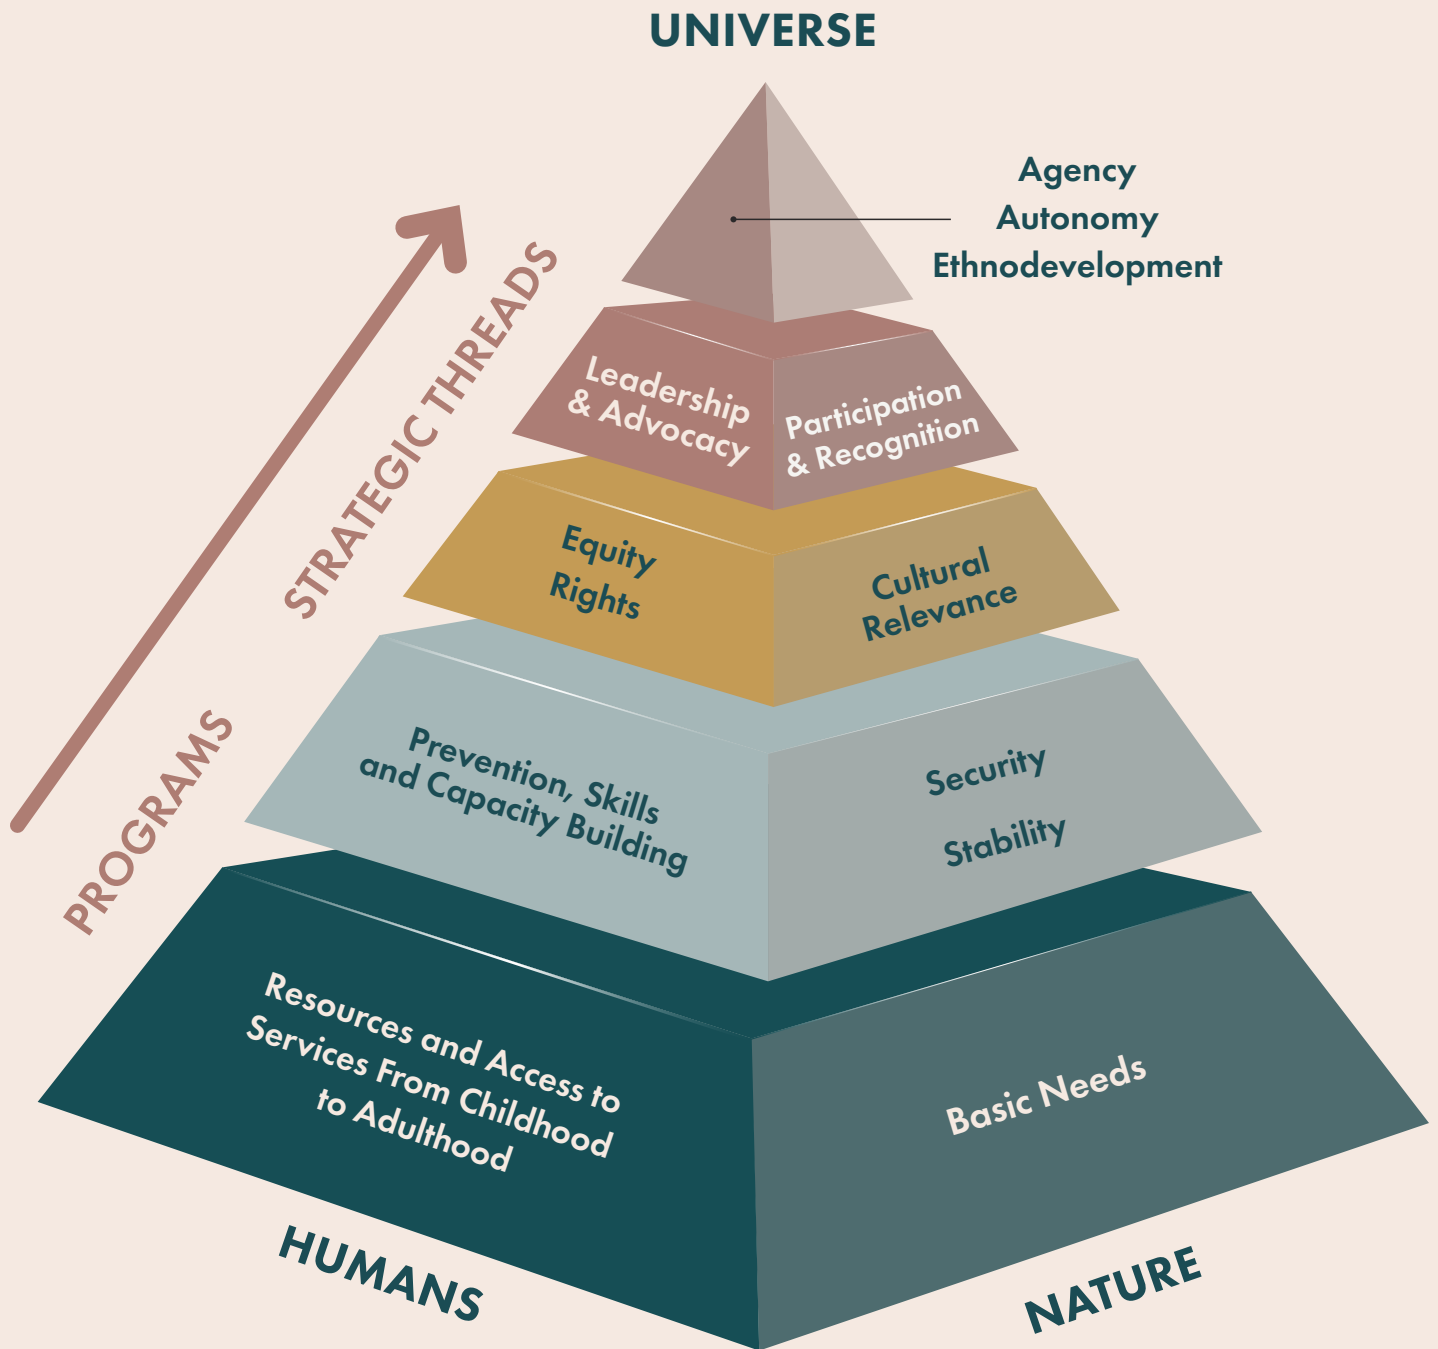 UNIVERSE
Agency
Autonomy
Ethnodevelopment
STRATEGIC THREADS
PROGRAMS
Leadership
& Advocacy
Participation
& Recognition
Equity
Rights
Cultural
Relevance
Prevention, Skills
and Capacity Building
Security
Stability
Resources and Access to
Services From Childhood
to Adulthood
Basic Needs
HUMANS
NATURE